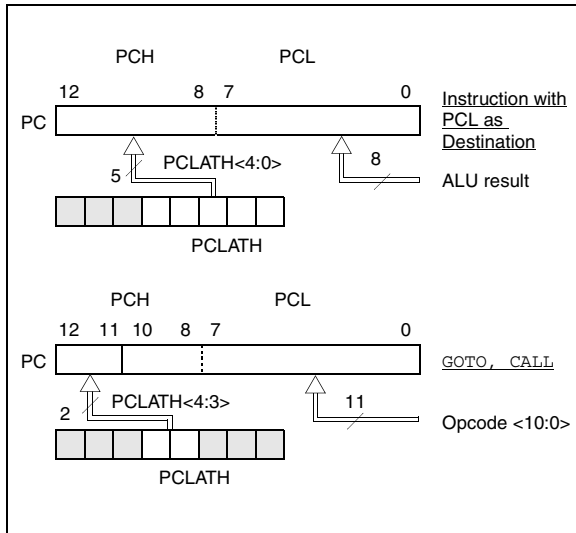 PCH PCL
12 8 7 0
PC
Instruction with
PCL as
Destination
5 PCLATH<4:0> 8
ALU result
PCLATH
PCH PCL
12 11 10 8 7 0
PC
GOTO, CALL
2 PCLATH<4:3> 11
Opcode <10:0>
PCLATH